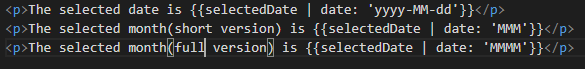 <p>The selected date is {{selectedDate | date: 'yyyy-MM-dd'}}</p>
<p>The selected month(short version) is {{selectedDate | date: 'MMM'}}</p>
<p>The selected month(full version) is {{selectedDate | date: 'MMMM'}}</p>